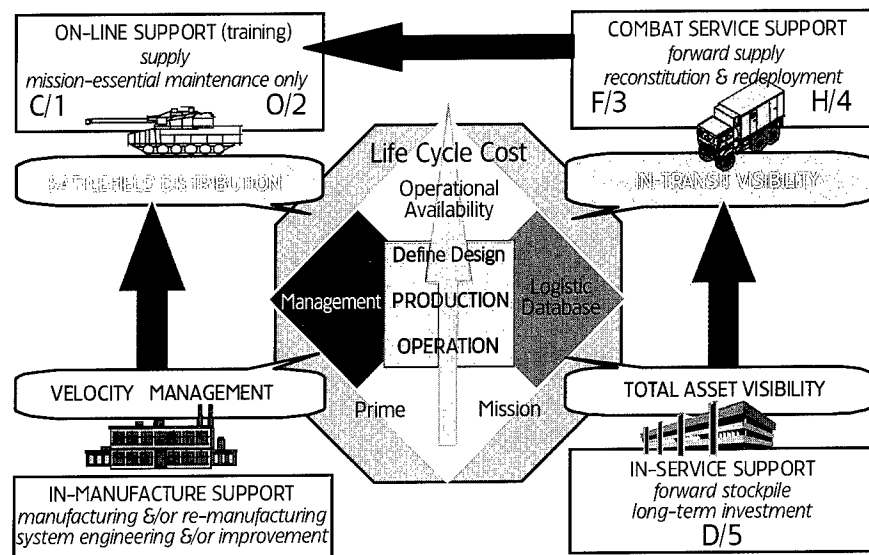 ON-LINE SUPPORT (training)
supply
mission-essential maintenance only
C/1 O/2
COMBAT SERVICE SUPPORT
forward supply
reconstitution & redeployment
F/3 H/4
BATTLEFIELD DISTRIBUTION
IN-TRANSIT VISIBILITY
Life Cycle Cost
Operational
Availability
Define Design
Management
PRODUCTION
Logistic
Database
OPERATION
Prime
Mission
VELOCITY MANAGEMENT
TOTAL ASSET VISIBILITY
IN-MANUFACTURE SUPPORT
manufacturing &/or re-manufacturing
system engineering &/or improvement
IN-SERVICE SUPPORT
forward stockpile
long-term investment
D/5